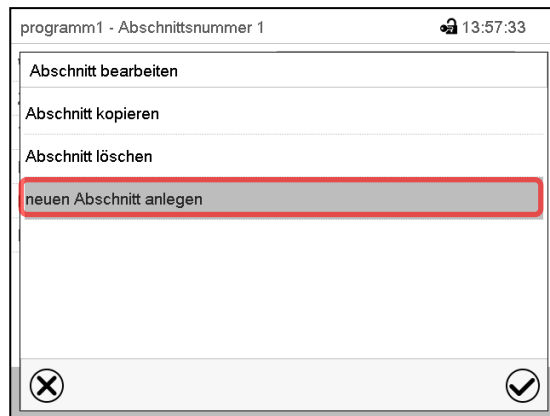 programm1 - Abschnittsnummer 1 13:57:33
Abschnitt bearbeiten
Abschnitt kopieren
Abschnitt löschen
neuen Abschnitt anlegen